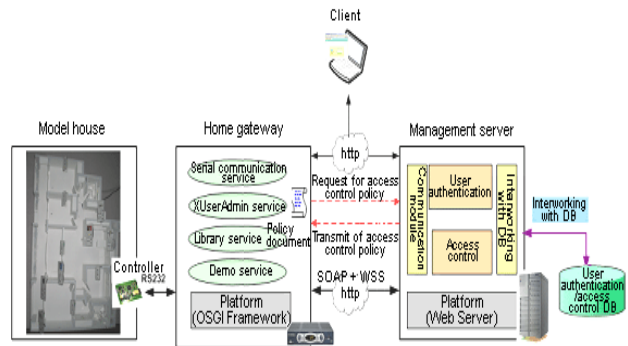 Client
Model house
Home gateway
Management server
http
Serial communication
service
XUserAdmin service
Library service
Policy
document
Demo service
Platform
(OSGI Framework)
Controller
RS232
Request for access
control policy
Transmit of access
control policy
SOAP + WSS
http
Communication
module
User
authentication
Access
control
Interworking
with DB
Platform
(Web Server)
Interworking
with DB
User
authentication
/access
control DB